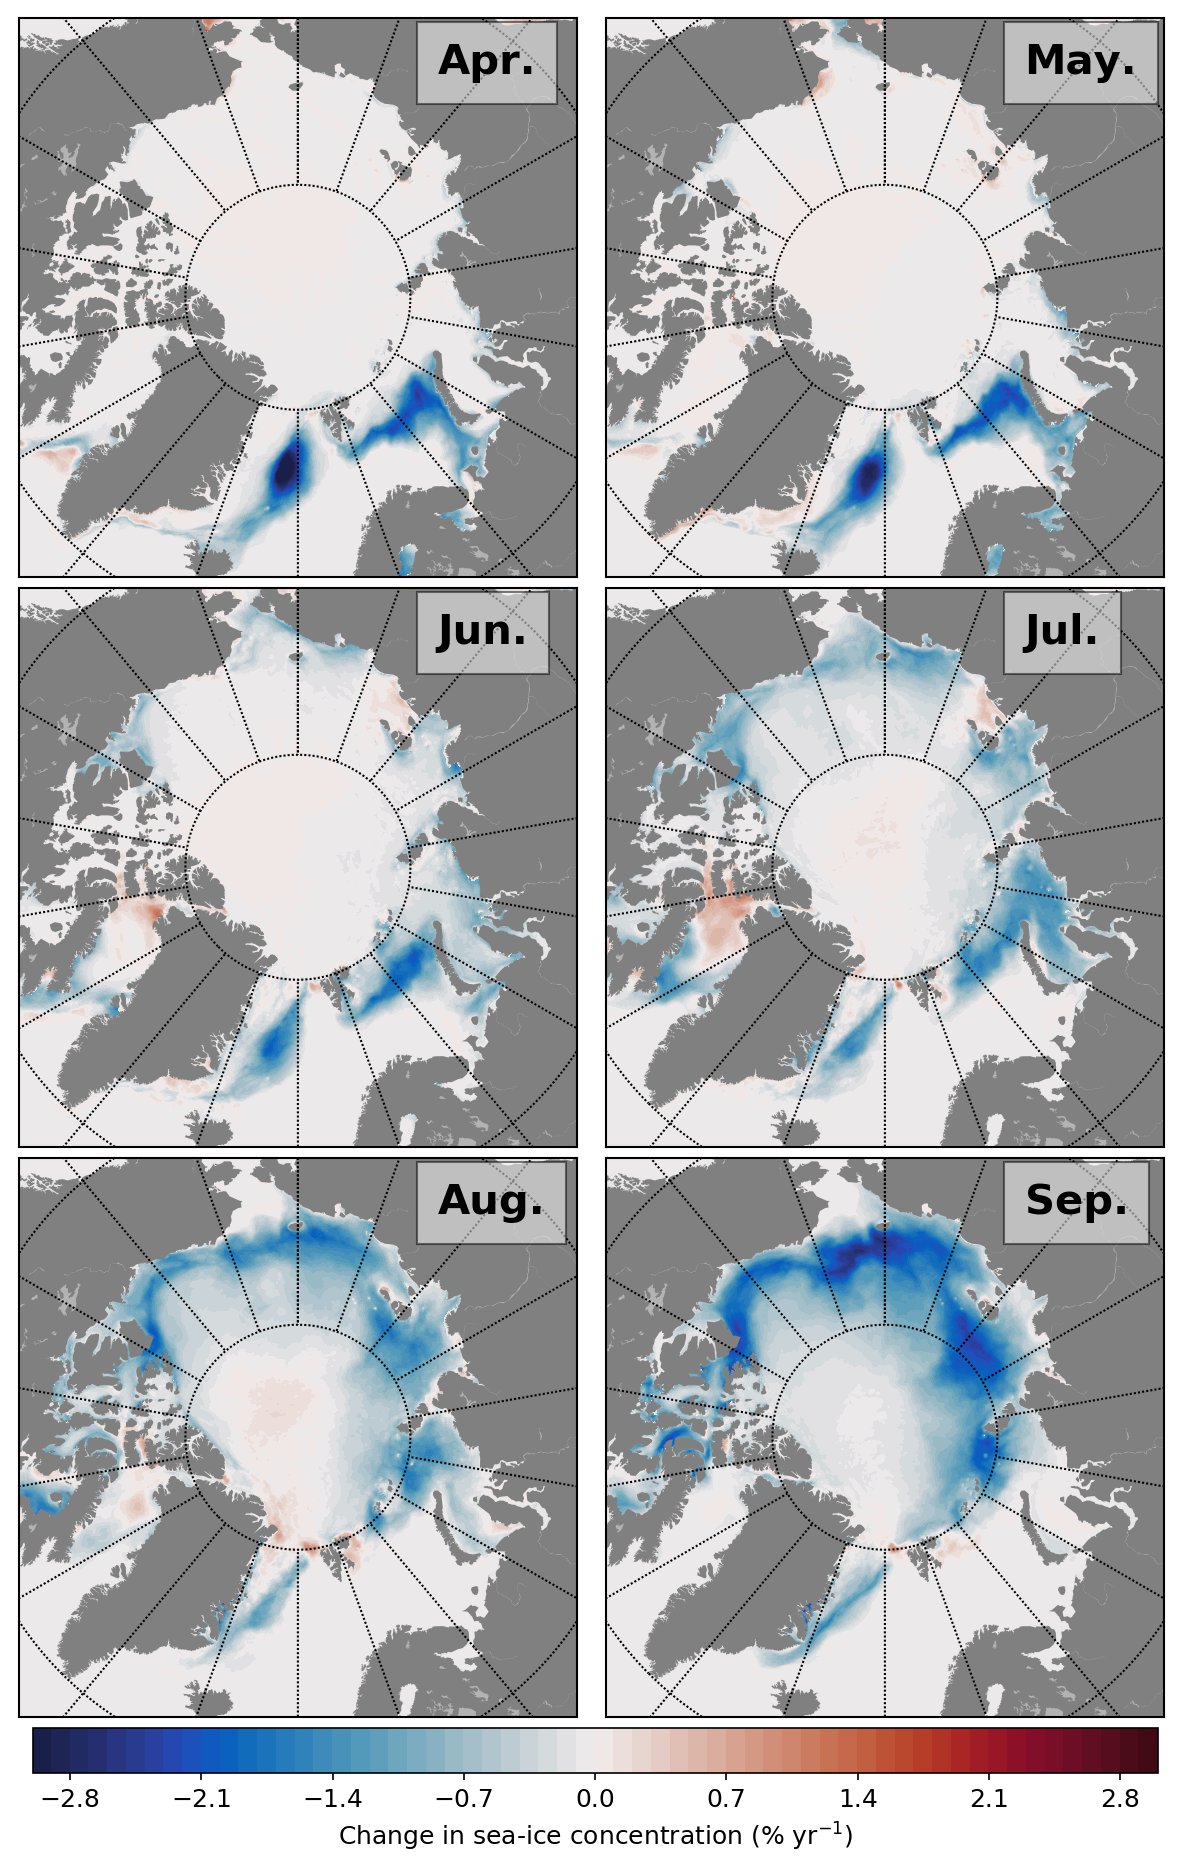 Apr.
May.
Jun.
Jul.
Aug.
Sep.
−2.8 −2.1 −1.4 −0.7 0.0 0.7 1.4 2.1 2.8
Change in sea-ice concentration (% yr⁻¹)